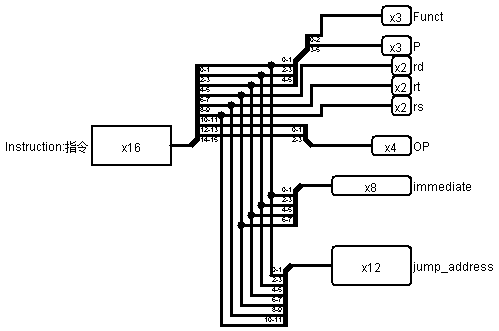 x3 Funct
0-2
3-5
x3 P
0-1
2-3
4-5
x2 rd
x2 rt
x2 rs
0-1
2-3
4-5
6-7
8-9
10-11
12-13
14-15
0-1
2-3
Instruction:指令 x16
x4 OP
0-1
2-3
4-5
6-7
x8 immediate
0-1
2-3
4-5
6-7
8-9
10-11
x12 jump_address